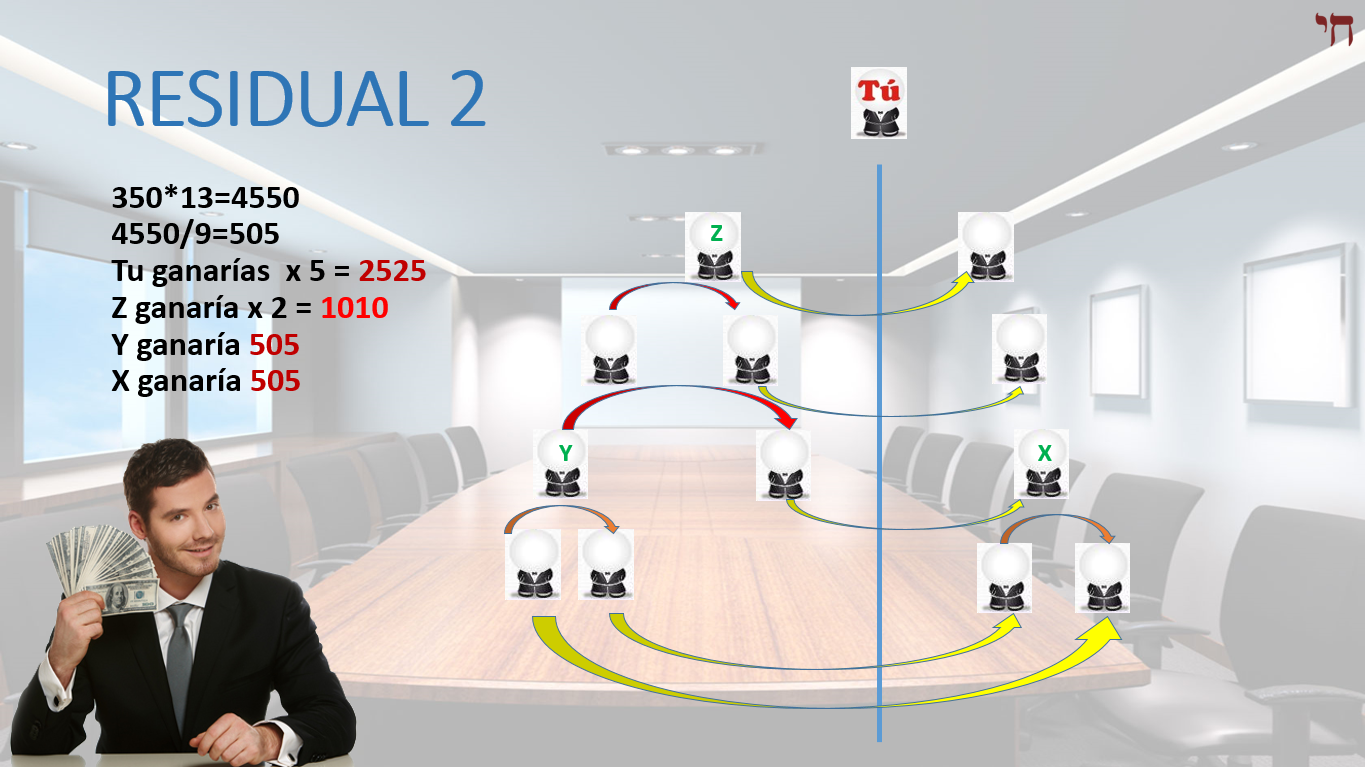 חי
RESIDUAL 2
Tú
350*13=4550
4550/9=505
Tu ganarías x 5 = 2525
Z ganaría x 2 = 1010
Y ganaría 505
X ganaría 505
Z
Y
X